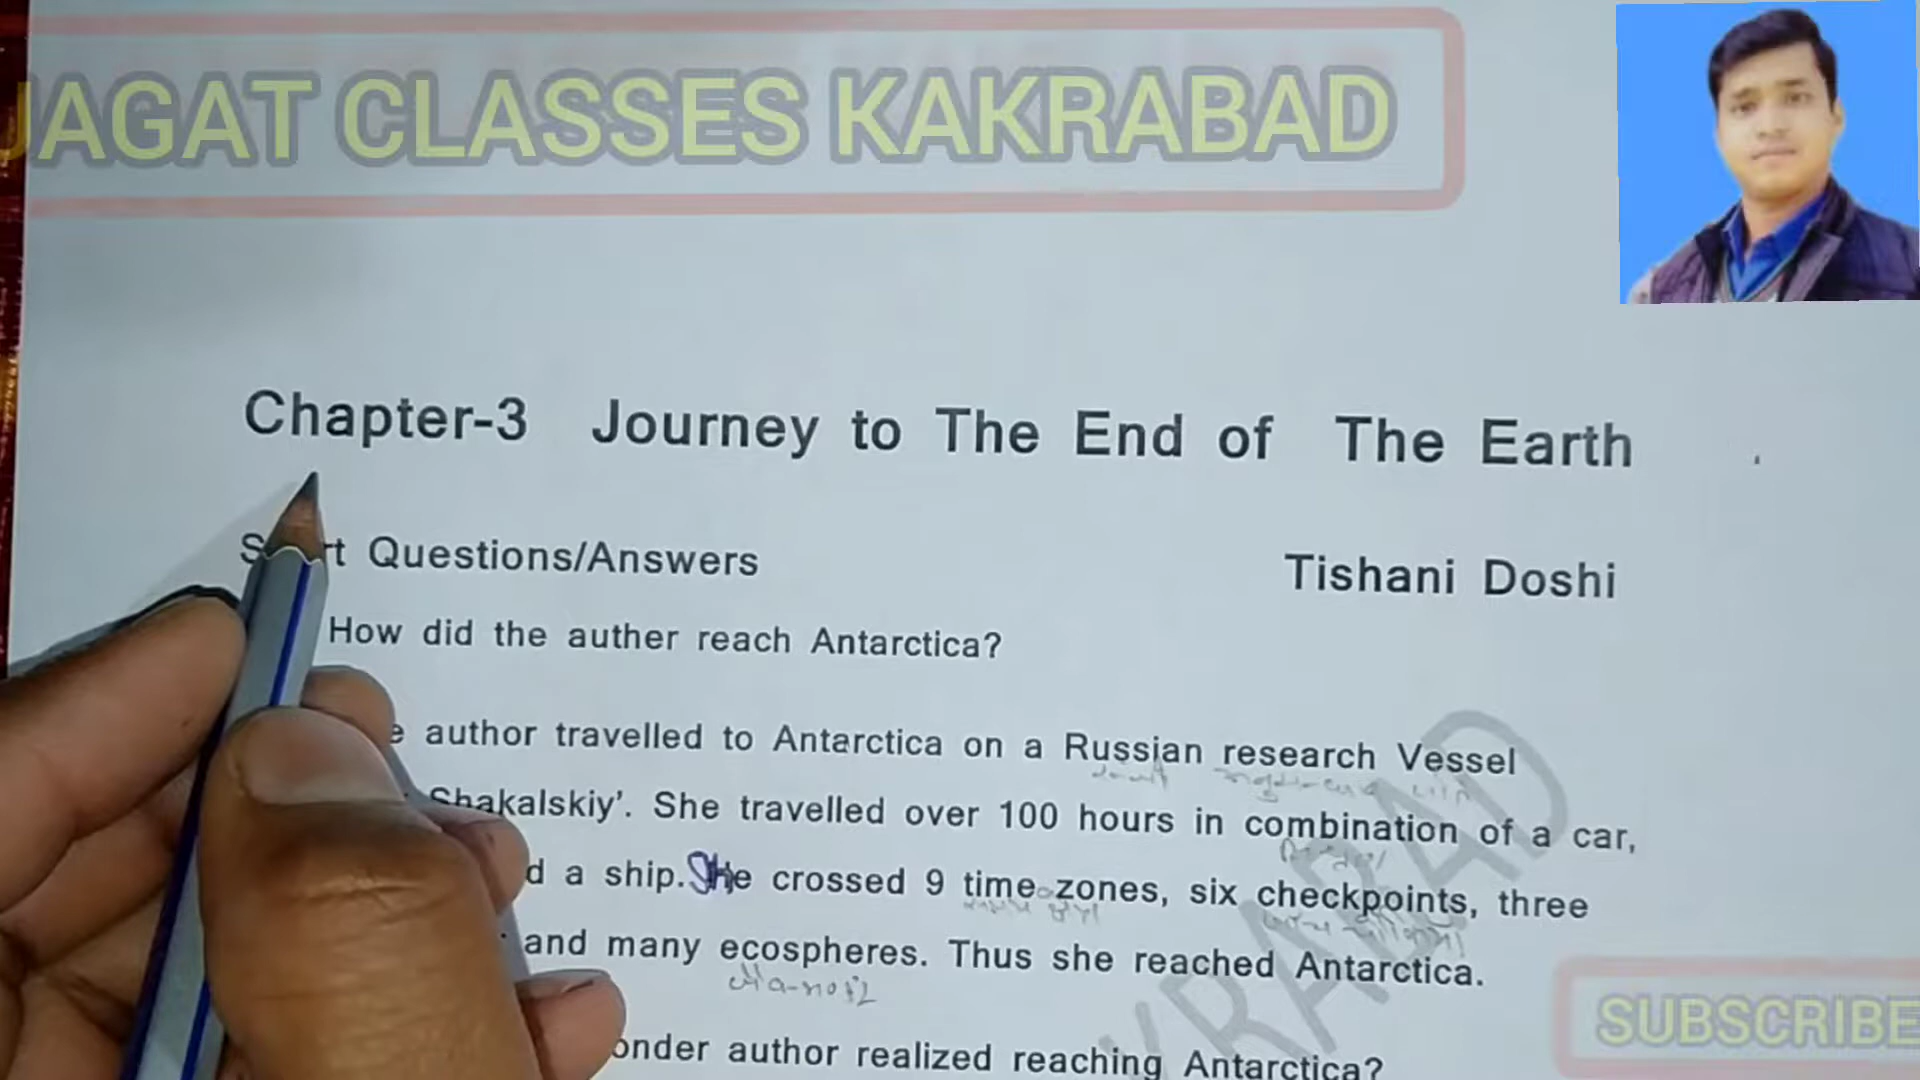 JAGAT CLASSES KAKRABAD
Chapter-3 Journey to The End of The Earth
Questions/Answers
Tishani Doshi
How did the auther reach Antarctica?
author travelled to Antarctica on a Russian research Vessel
Shakalskiy'. She travelled over 100 hours in combination of a car,
a ship. She crossed 9 time zones, six checkpoints, three
and many ecospheres. Thus she reached Antarctica.
author realized reaching Antarctica?
KRABAD
SUBSCRIBE